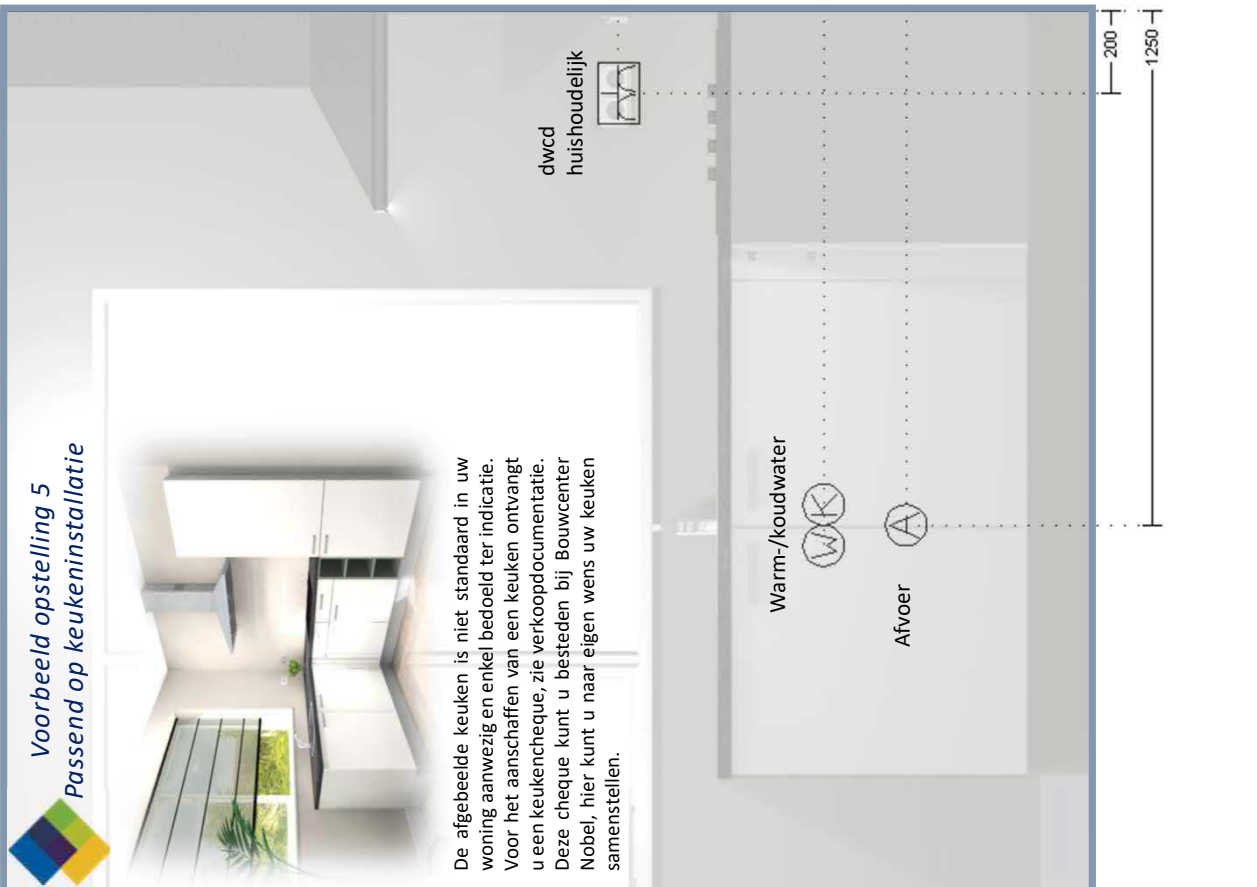 Voorbeeld opstelling 5
Passend op keukeninstallatie
De afgebeelde keuken is niet standaard in uw
woning aanwezig en enkel bedoeld ter indicatie.
Voor het aanschaffen van een keuken ontvangt
u een keukencheque, zie verkoopdocumentatie.
Deze cheque kunt u besteden bij Bouwcenter
Nobel, hier kunt u naar eigen wens uw keuken
samenstellen.
dwcd
huishoudelijk
Warm-/koudwater
W K
Afvoer
A
200
1250